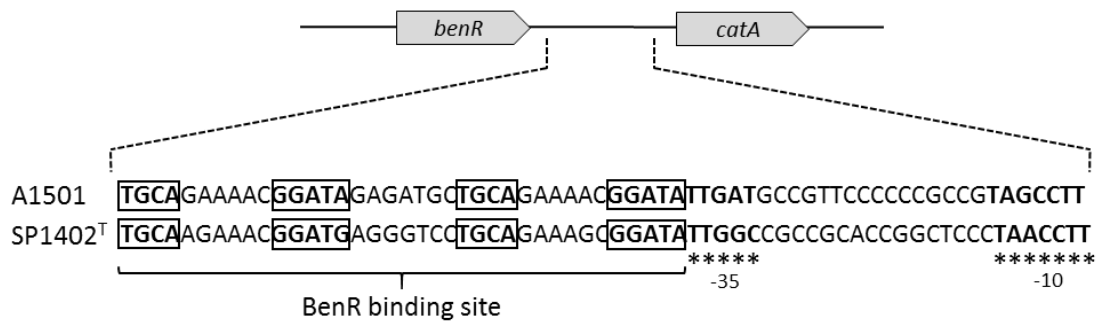 benR catA
A1501 TGCAGAAAACGGATAGAGATGCTGCAGAAAACGGATATTGATGCCGTTCCCCCCGCCGTAGCCTT
SP1402ᵀ TGCAAGAAACGGATGAGGGTCCTGCAGAAAGCGGATATTGGCCGCCGCACCGGCTCCCTAACCTT
***** *******
-35 -10
BenR binding site